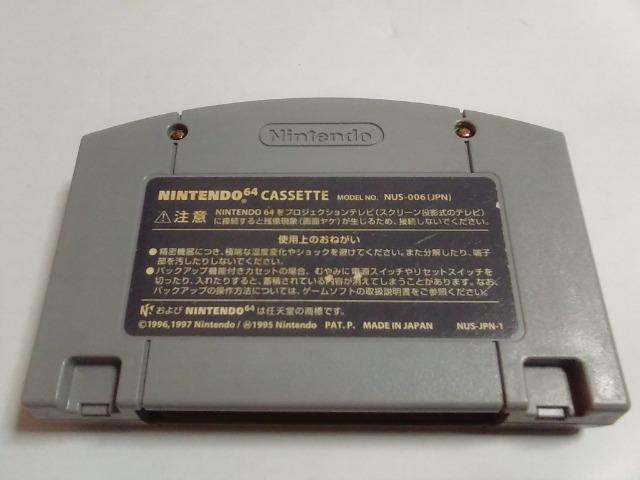 Nintendo
NINTENDO64 CASSETTE MODEL NO. NUS-006(JPN)
⚠注意 NINTENDO 64をプロジェクションテレビ(スクリーン投影式のテレビ)
に接続すると残像現象(画面ヤケ)が生じるため、接続しないでください。
使用上のおねがい
●精密機器につき、極端な温度変化やショックを避けてください。また分解したり、端子
部を汚したりしないでください。
●バックアップ機能付きカセットの場合、むやみに電源スイッチやリセットスイッチを
切ったり、入れたりすると、蓄積されている内容が消えてしまうことがあります。なお、
バックアップの操作方法については、ゲームソフトの取扱説明書をご参照ください。
N およびNINTENDO64は任天堂の商標です。
©1996,1997 Nintendo/Ⓜ1995 Nintendo PAT. P. MADE IN JAPAN NUS-JPN-1